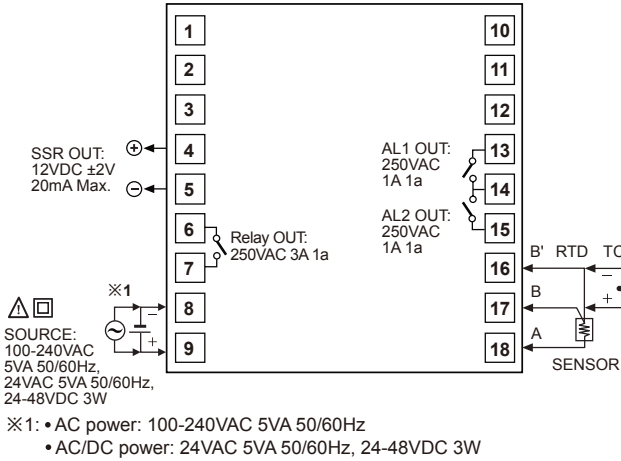 1
2
3
4
5
6
7
8
9
10
11
12
13
14
15
16
17
18
SSR OUT:
12VDC ±2V
20mA Max.
+
−
Relay OUT:
250VAC 3A 1a
※1
−
+
SOURCE:
100-240VAC
5VA 50/60Hz,
24VAC 5VA 50/60Hz,
24-48VDC 3W
AL1 OUT:
250VAC
1A 1a
AL2 OUT:
250VAC
1A 1a
B' RTD TC
−
B
+
A
SENSOR
※1: • AC power: 100-240VAC 5VA 50/60Hz
• AC/DC power: 24VAC 5VA 50/60Hz, 24-48VDC 3W